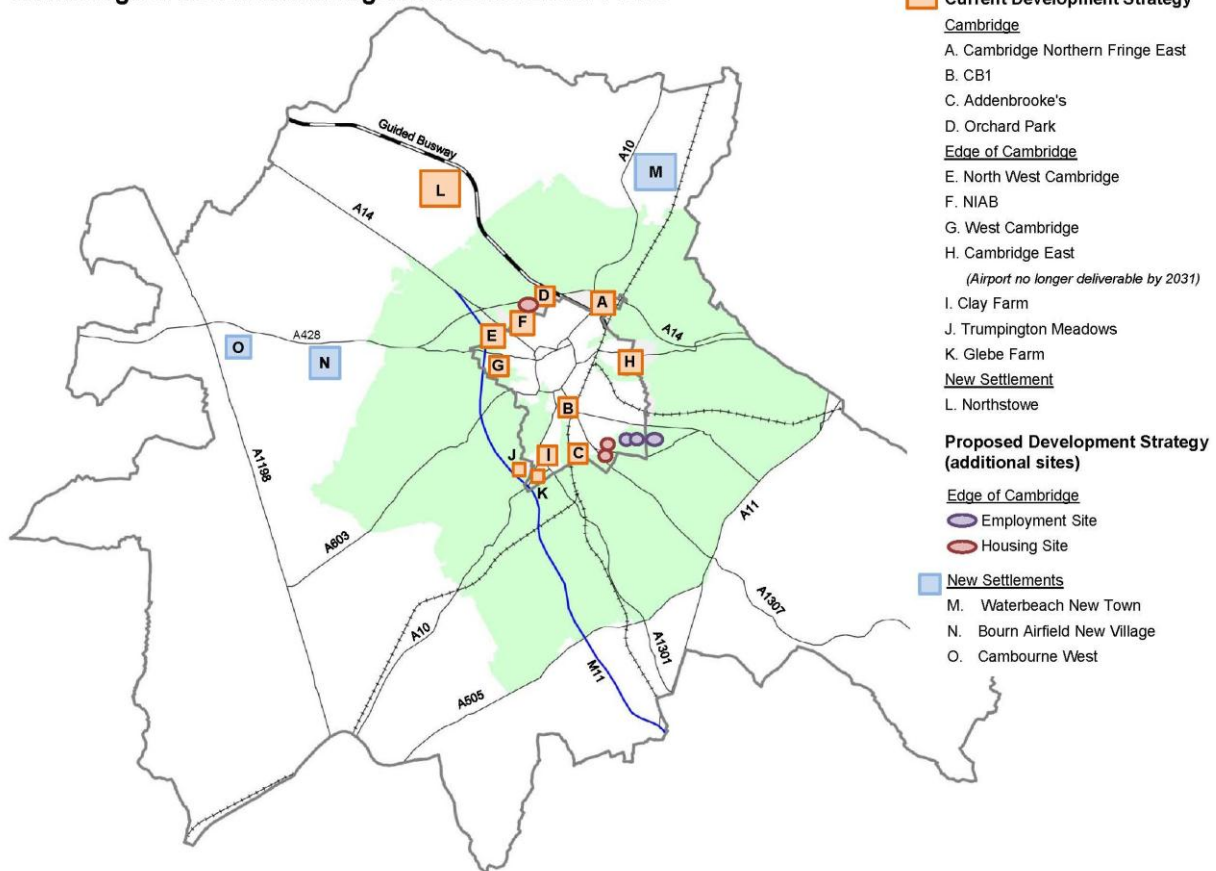 Current Development Strategy
Cambridge
A. Cambridge Northern Fringe East
B. CB1
C. Addenbrooke's
D. Orchard Park
Edge of Cambridge
E. North West Cambridge
F. NIAB
G. West Cambridge
H. Cambridge East
(Airport no longer deliverable by 2031)
I. Clay Farm
J. Trumpington Meadows
K. Glebe Farm
New Settlement
L. Northstowe
Proposed Development Strategy
(additional sites)
Edge of Cambridge
Employment Site
Housing Site
New Settlements
M. Waterbeach New Town
N. Bourn Airfield New Village
O. Cambourne West
Guided Busway
A10
M
L
A14
D
A
F
E
A14
A428
O
N
G
H
B
A1198
J
I
C
K
A11
A603
A1307
A10
A1301
M11
A505